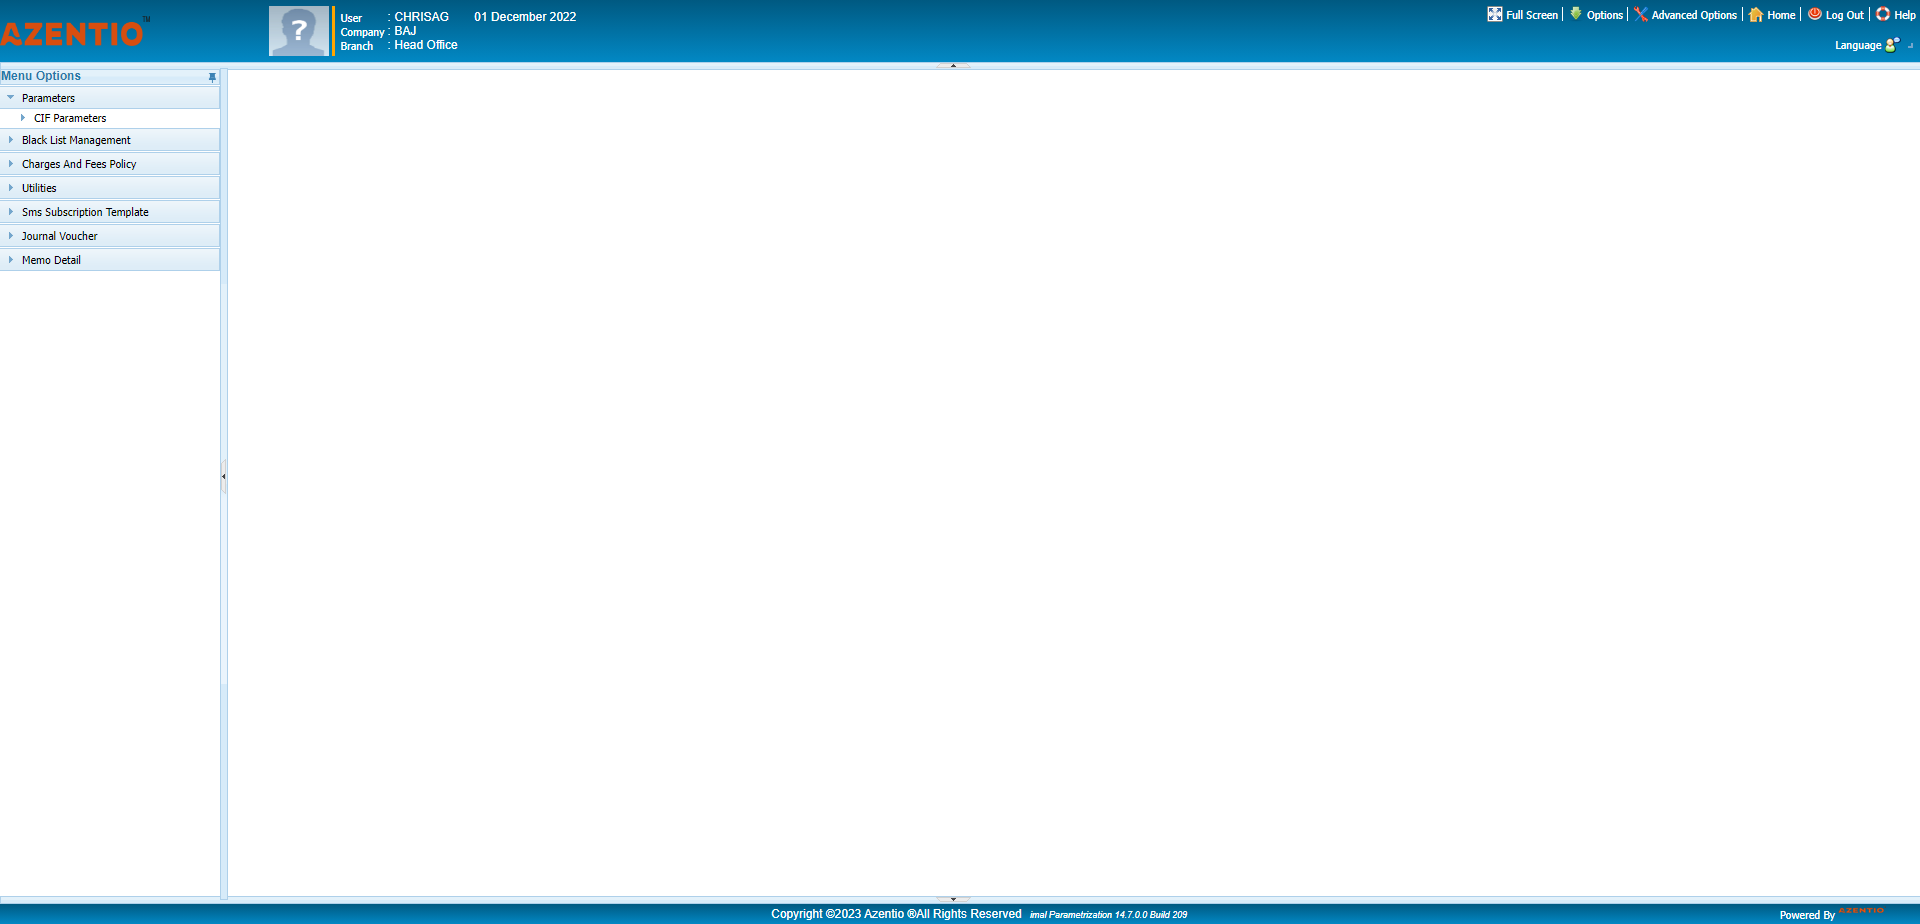 AZENTIO™
User : CHRISAG 01 December 2022
Company : BAJ
Branch : Head Office
Full Screen Options Advanced Options Home Log Out Help
Language
Menu Options
Parameters
CIF Parameters
Black List Management
Charges And Fees Policy
Utilities
Sms Subscription Template
Journal Voucher
Memo Detail
Copyright ©2023 Azentio ®All Rights Reserved imal Parametrization 14.7.0.0 Build 209
Powered By AZENTIO